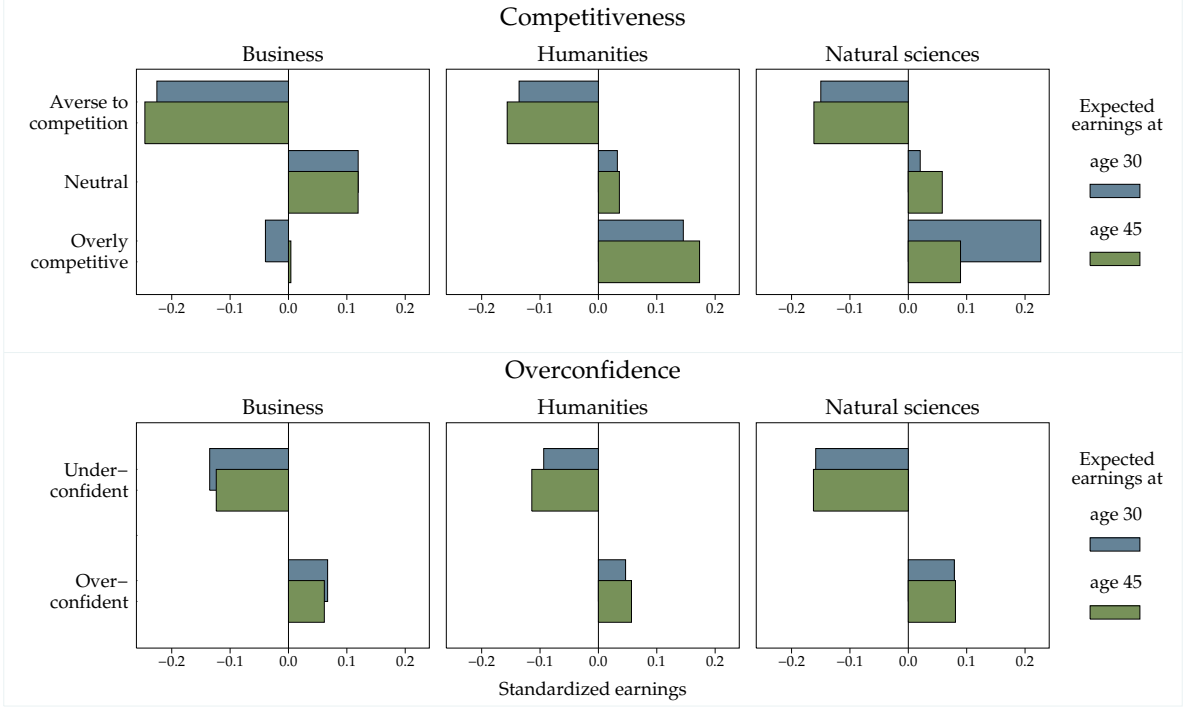 Competitiveness
Business
Humanities
Natural sciences
Averse to
competition
Neutral
Overly
competitive
−0.2 −0.1 0.0 0.1 0.2
−0.2 −0.1 0.0 0.1 0.2
−0.2 −0.1 0.0 0.1 0.2
Expected
earnings at
age 30
age 45
Overconfidence
Business
Humanities
Natural sciences
Under−
confident
Over−
confident
−0.2 −0.1 0.0 0.1 0.2
−0.2 −0.1 0.0 0.1 0.2
−0.2 −0.1 0.0 0.1 0.2
Expected
earnings at
age 30
age 45
Standardized earnings